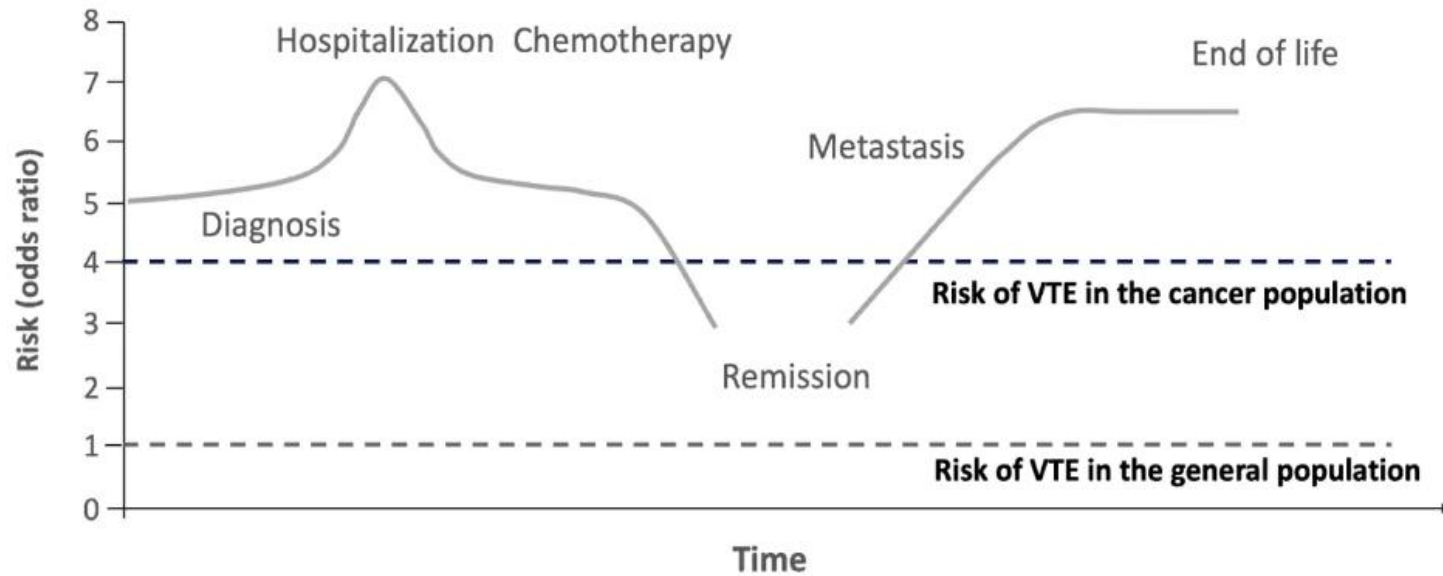 8
Hospitalization Chemotherapy
End of life
7
6
Metastasis
5
Diagnosis
4
Risk of VTE in the cancer population
3
Remission
2
1
Risk of VTE in the general population
0
Risk (odds ratio)
Time